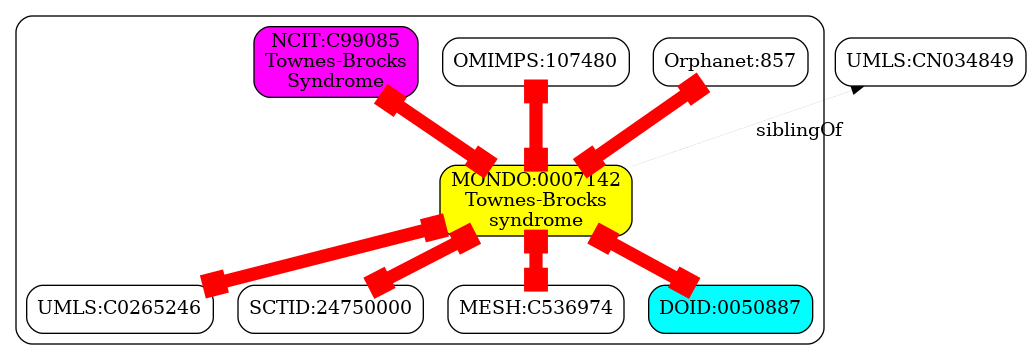 NCIT:C99085
Townes-Brocks
Syndrome
OMIMPS:107480
Orphanet:857
UMLS:CN034849
siblingOf
MONDO:0007142
Townes-Brocks
syndrome
UMLS:C0265246
SCTID:24750000
MESH:C536974
DOID:0050887